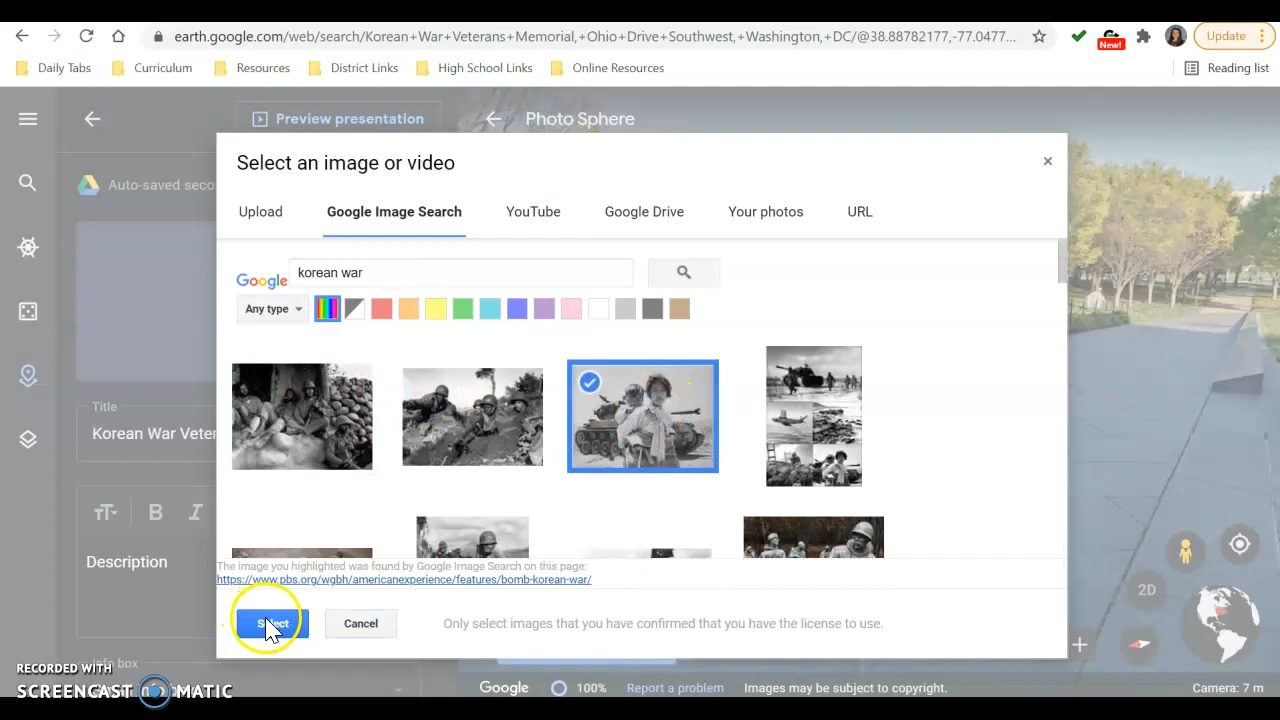 earth.google.com/web/search/Korean+War+Veterans+Memorial,+Ohio+Drive+Southwest,+Washington,+DC/@38.88782177,-77.0477...
New!
Update
Daily Tabs
Curriculum
Resources
District Links
High School Links
Online Resources
Reading list
Preview presentation
Photo Sphere
Auto-saved seco
Select an image or video
Upload
Google Image Search
YouTube
Google Drive
Your photos
URL
Google
korean war
Any type
Title
Korean War Veter
B I
Description
The image you highlighted was found by Google Image Search on this page:
https://www.pbs.org/wgbh/americanexperience/features/bomb-korean-war/
Select
Cancel
Only select images that you have confirmed that you have the license to use.
2D
Info box
RECORDED WITH
SCREENCAST MATIC
Google
100%
Report a problem
Images may be subject to copyright.
Camera: 7 m